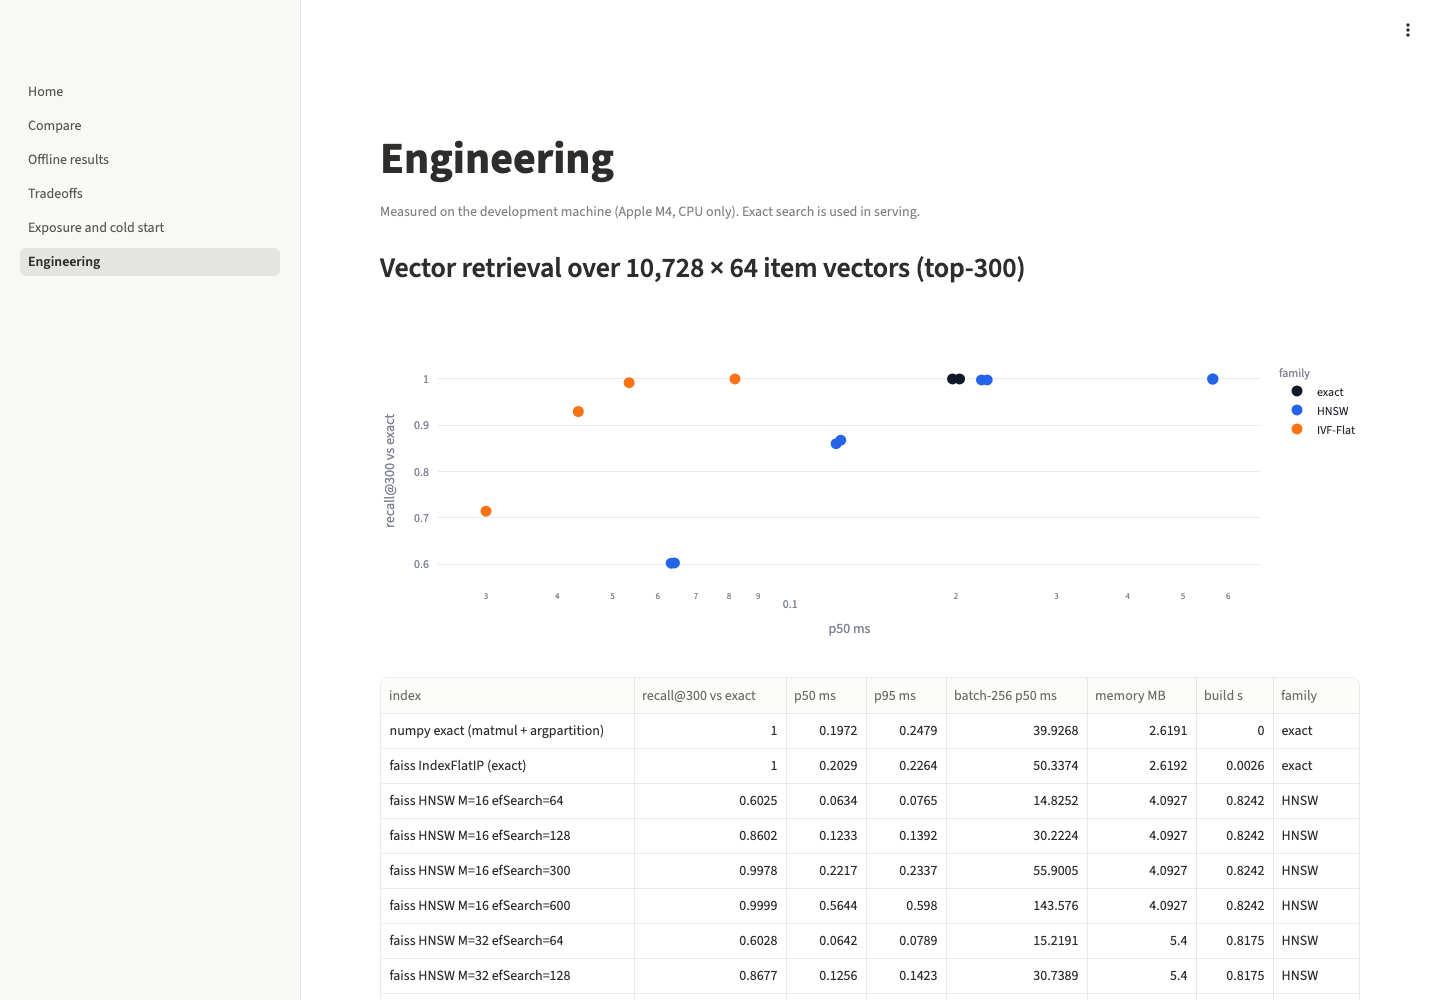 Home
Compare
Offline results
Tradeoffs
Exposure and cold start
Engineering
Engineering
Measured on the development machine (Apple M4, CPU only). Exact search is used in serving.
Vector retrieval over 10,728 × 64 item vectors (top-300)
recall@300 vs exact
1
0.9
0.8
0.7
0.6
3 4 5 6 7 8 9 0.1 2 3 4 5 6
p50 ms
family
exact
HNSW
IVF-Flat
index recall@300 vs exact p50 ms p95 ms batch-256 p50 ms memory MB build s family
numpy exact (matmul + argpartition) 1 0.1972 0.2479 39.9268 2.6191 0 exact
faiss IndexFlatIP (exact) 1 0.2029 0.2264 50.3374 2.6192 0.0026 exact
faiss HNSW M=16 efSearch=64 0.6025 0.0634 0.0765 14.8252 4.0927 0.8242 HNSW
faiss HNSW M=16 efSearch=128 0.8602 0.1233 0.1392 30.2224 4.0927 0.8242 HNSW
faiss HNSW M=16 efSearch=300 0.9978 0.2217 0.2337 55.9005 4.0927 0.8242 HNSW
faiss HNSW M=16 efSearch=600 0.9999 0.5644 0.598 143.576 4.0927 0.8242 HNSW
faiss HNSW M=32 efSearch=64 0.6028 0.0642 0.0789 15.2191 5.4 0.8175 HNSW
faiss HNSW M=32 efSearch=128 0.8677 0.1256 0.1423 30.7389 5.4 0.8175 HNSW